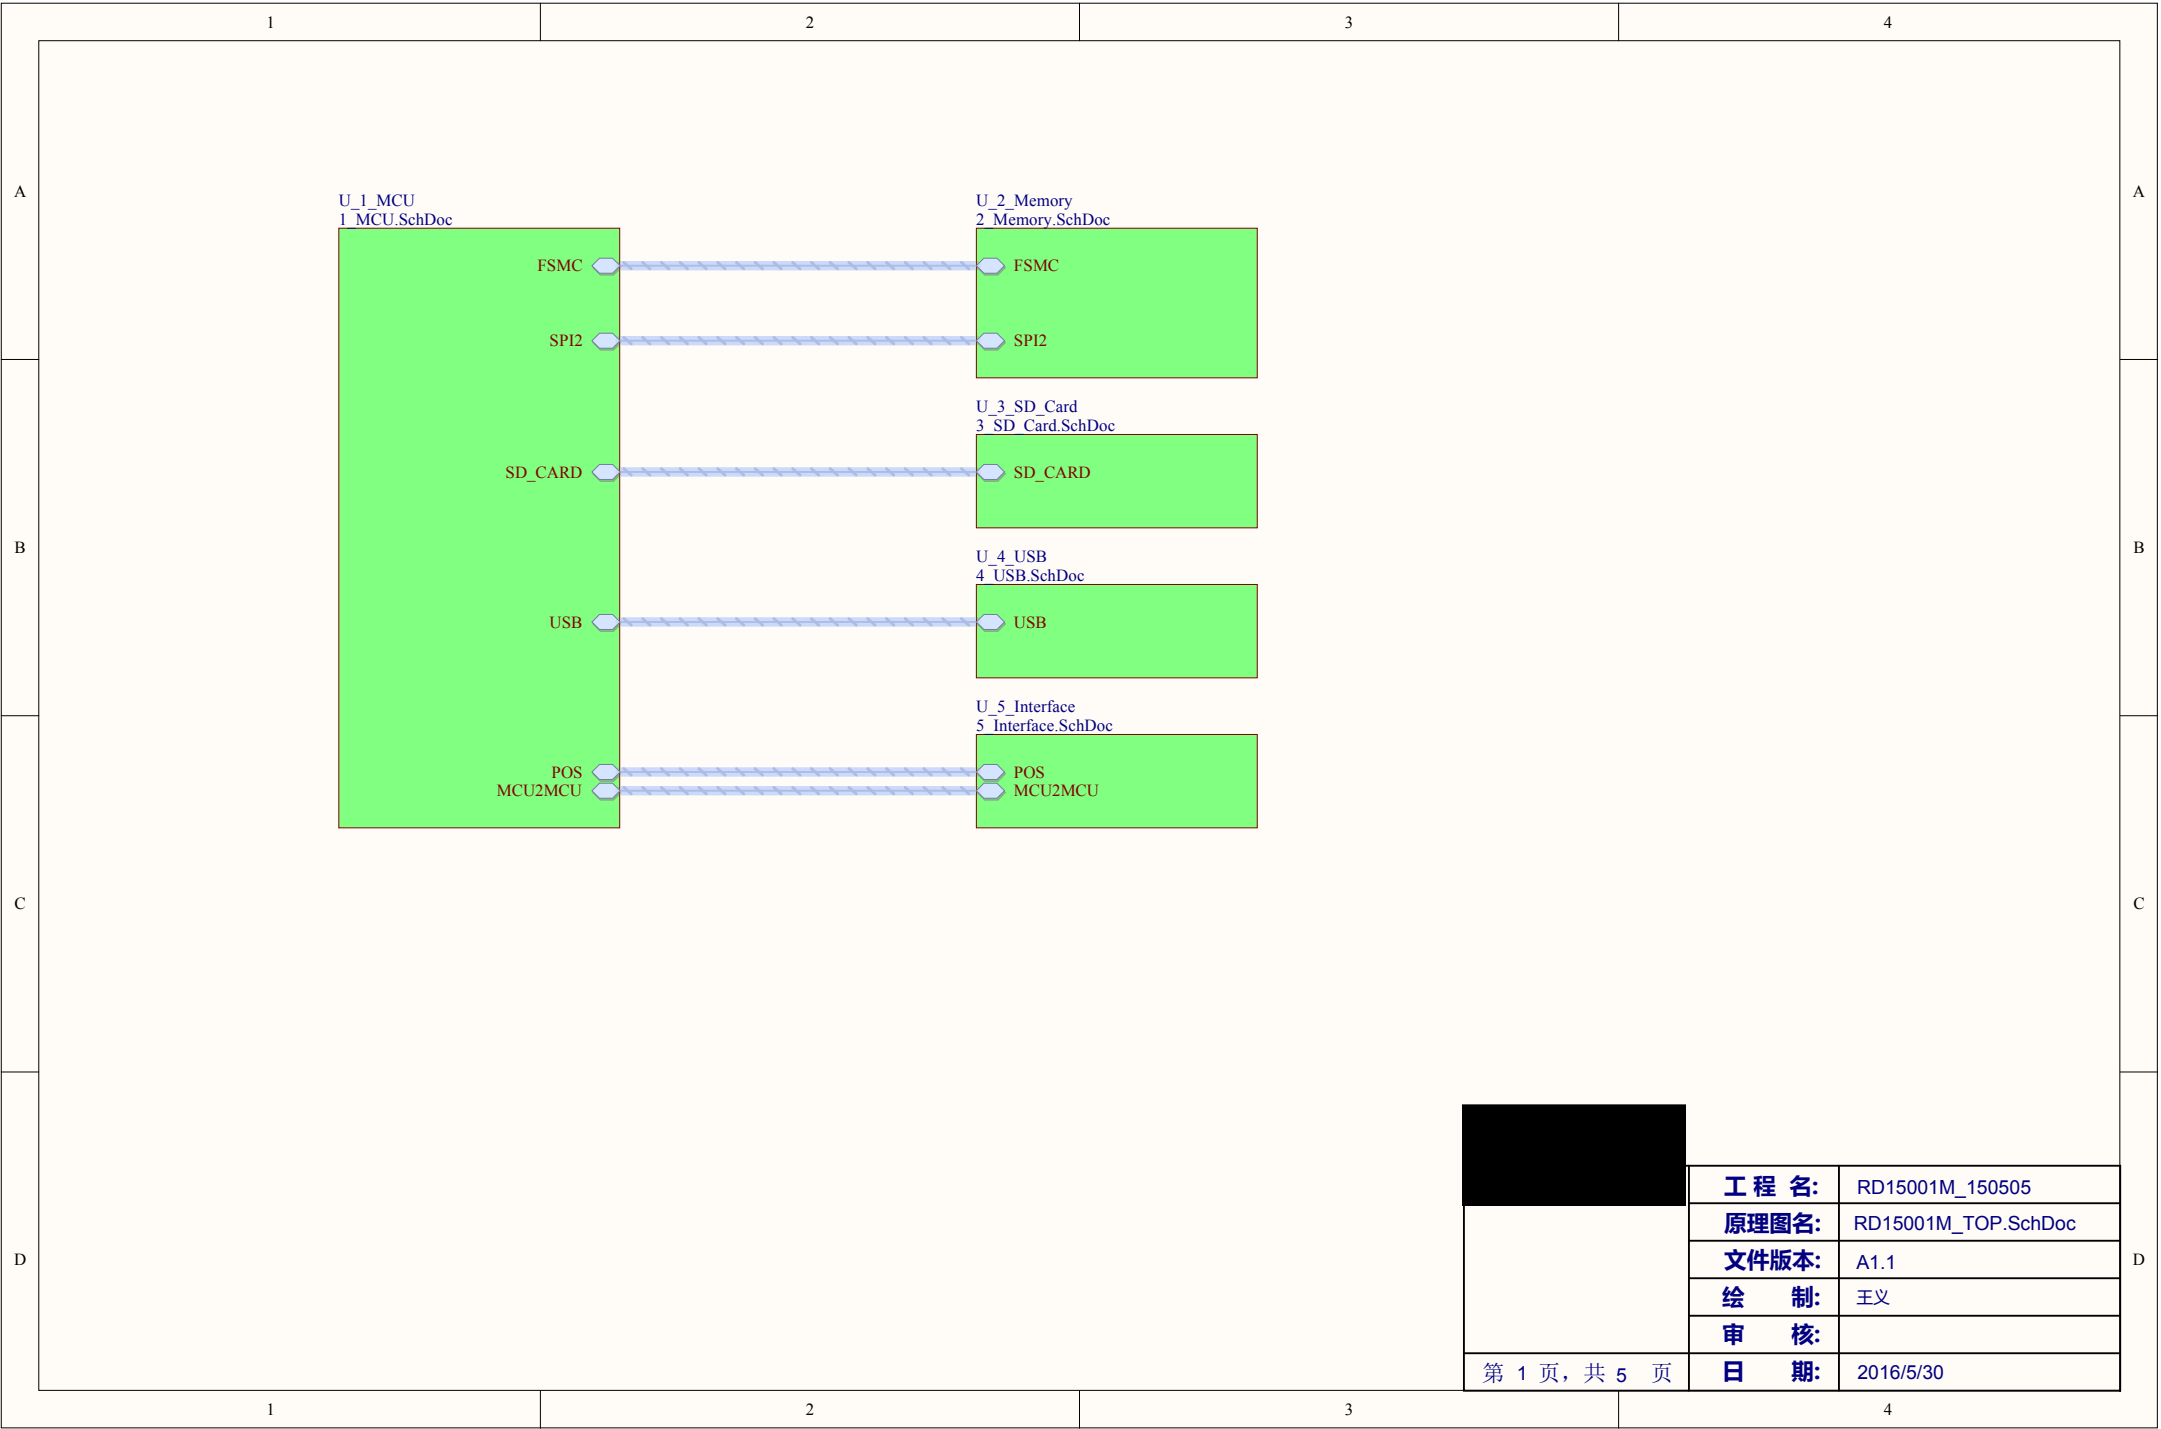 1 2 3 4
A A
U_1_MCU
1_MCU.SchDoc
U_2_Memory
2_Memory.SchDoc
FSMC FSMC
SPI2 SPI2
U_3_SD_Card
3_SD_Card.SchDoc
SD_CARD SD_CARD
B B
U_4_USB
4_USB.SchDoc
USB USB
U_5_Interface
5_Interface.SchDoc
POS POS
MCU2MCU MCU2MCU
C C
工 程 名: RD15001M_150505
原理图名: RD15001M_TOP.SchDoc
文件版本: A1.1
D D
绘 制: 王义
审 核:
第 1 页，共 5 页 日 期: 2016/5/30
1 2 3 4